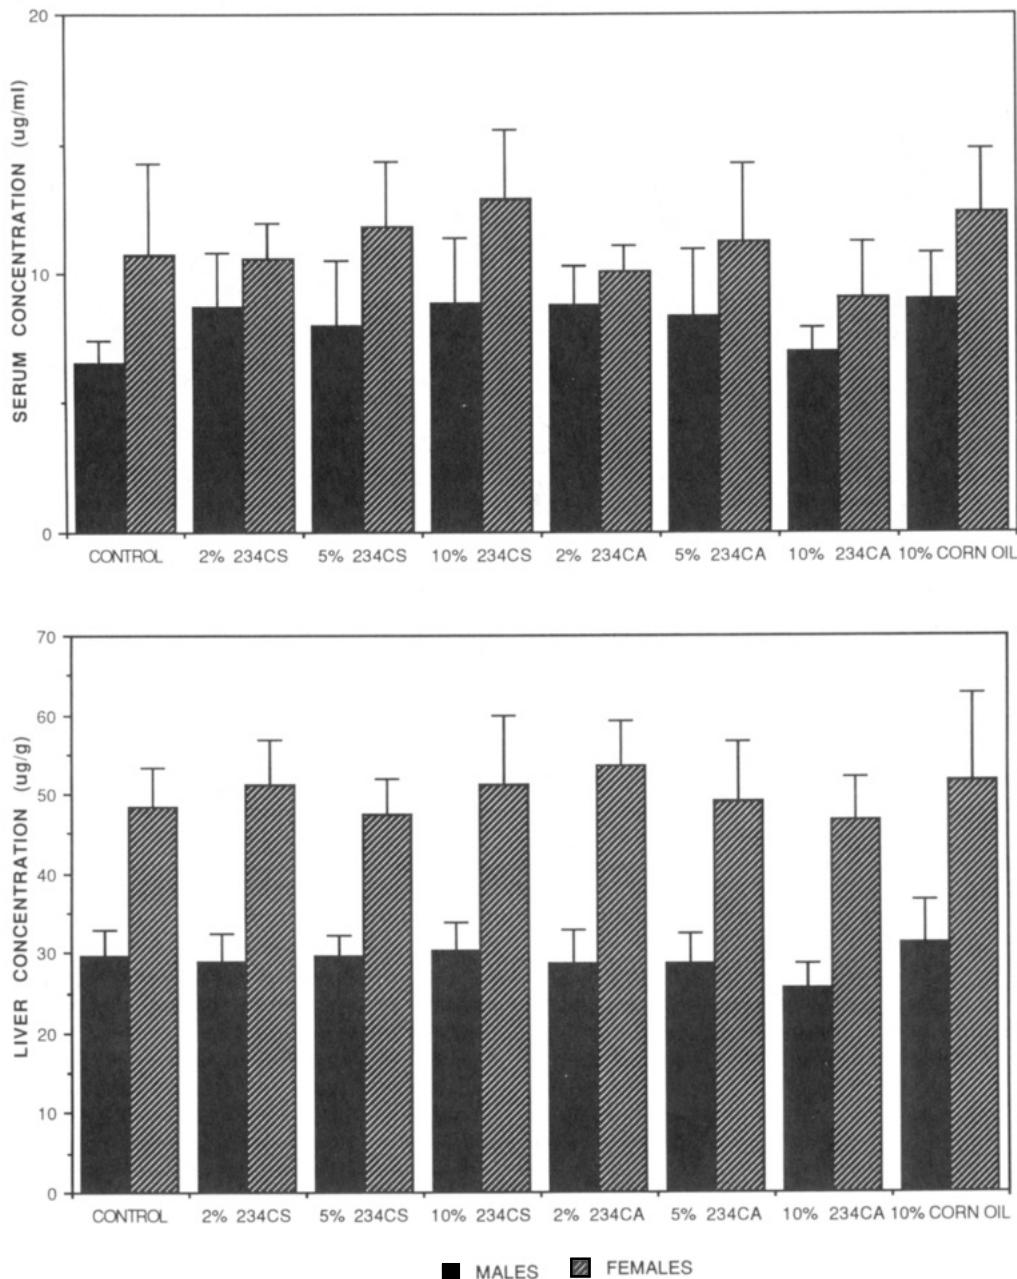 20
10
0
SERUM CONCENTRATION (ug/ml)
CONTROL 2% 234CS 5% 234CS 10% 234CS 2% 234CA 5% 234CA 10% 234CA 10% CORN OIL
70
60
50
40
30
20
10
0
LIVER CONCENTRATION (ug/g)
CONTROL 2% 234CS 5% 234CS 10% 234CS 2% 234CA 5% 234CA 10% 234CA 10% CORN OIL
MALES FEMALES